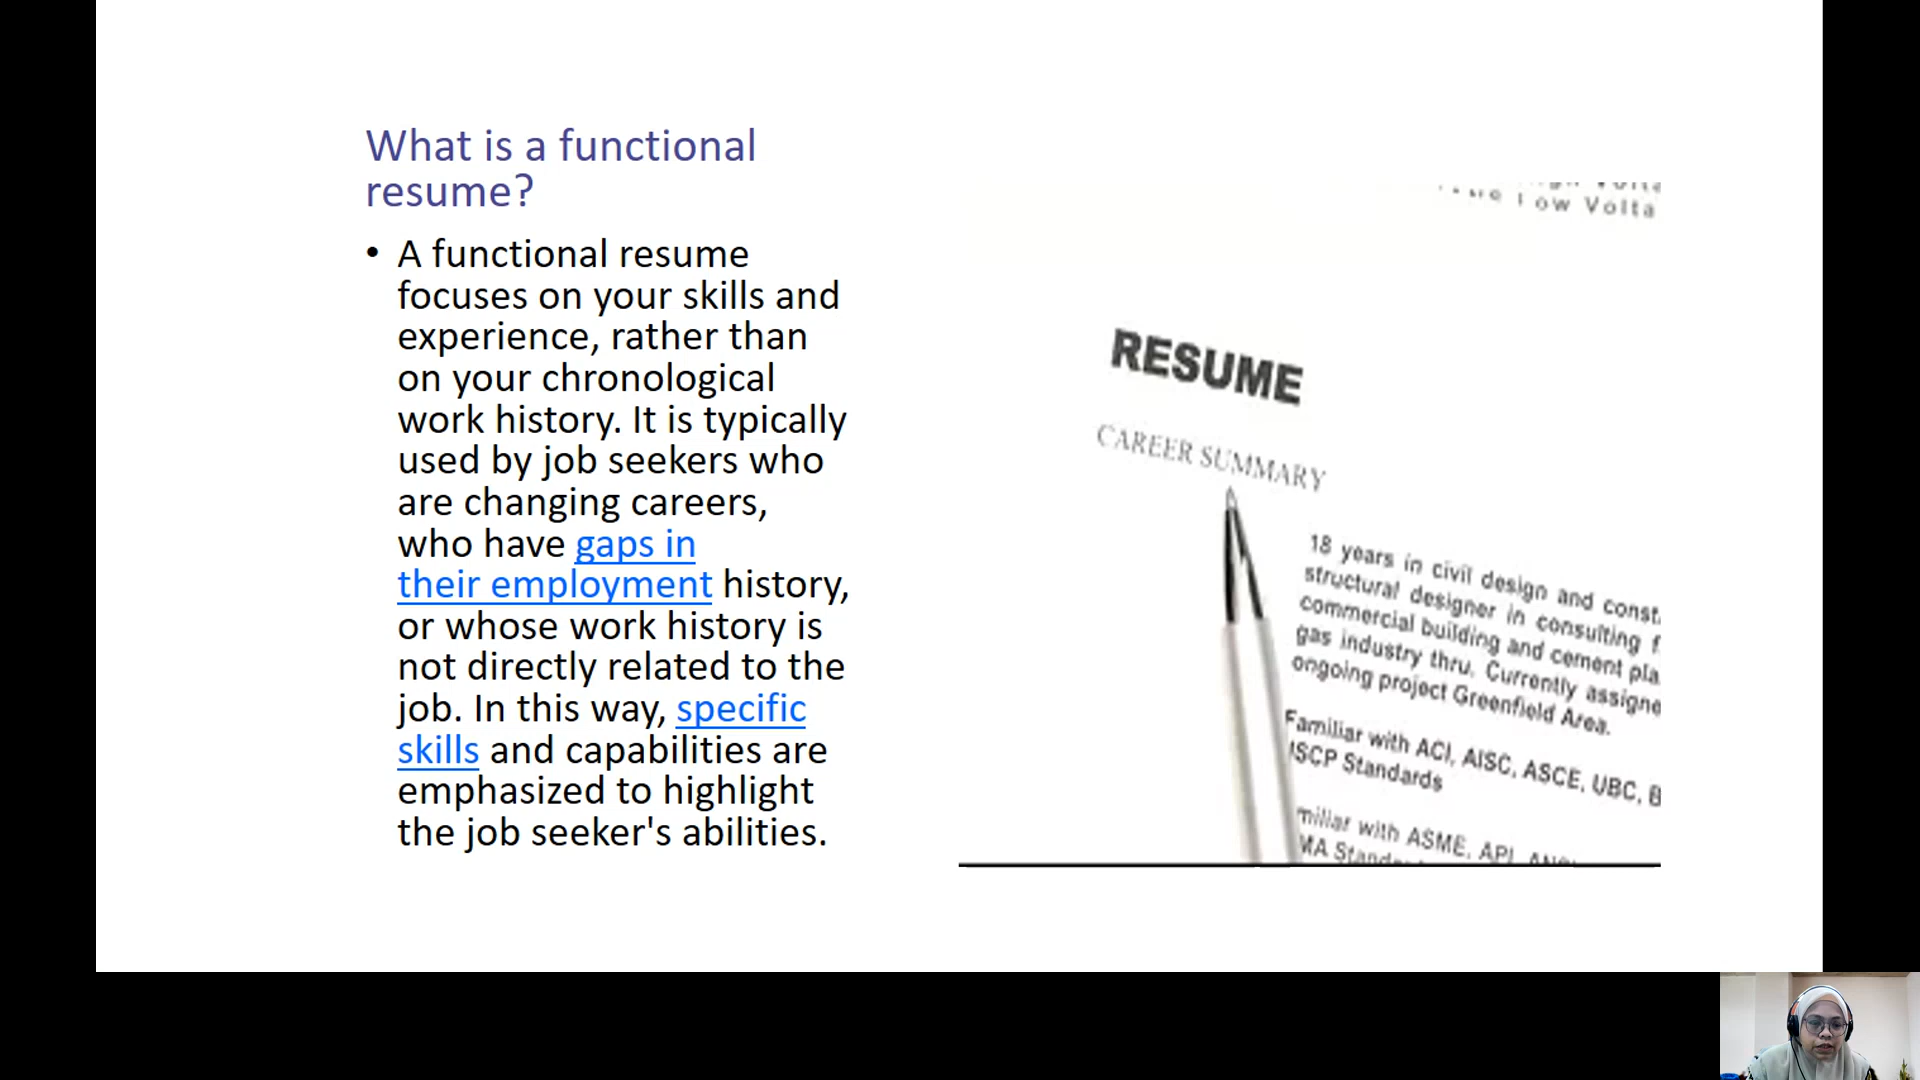 What is a functional
resume?
• A functional resume
focuses on your skills and
experience, rather than
on your chronological
work history. It is typically
used by job seekers who
are changing careers,
who have gaps in
their employment history,
or whose work history is
not directly related to the
job. In this way, specific
skills and capabilities are
emphasized to highlight
the job seeker's abilities.
Low Volta
RESUME
CAREER SUMMARY
18 years in civil design and const
structural designer in consulting f
commercial building and cement pla
gas industry thru. Currently assigne
ongoing project Greenfield Area.
Familiar with ACI, AISC, ASCE, UBC, B
ISCP Standards
miliar with ASME, API,
MA